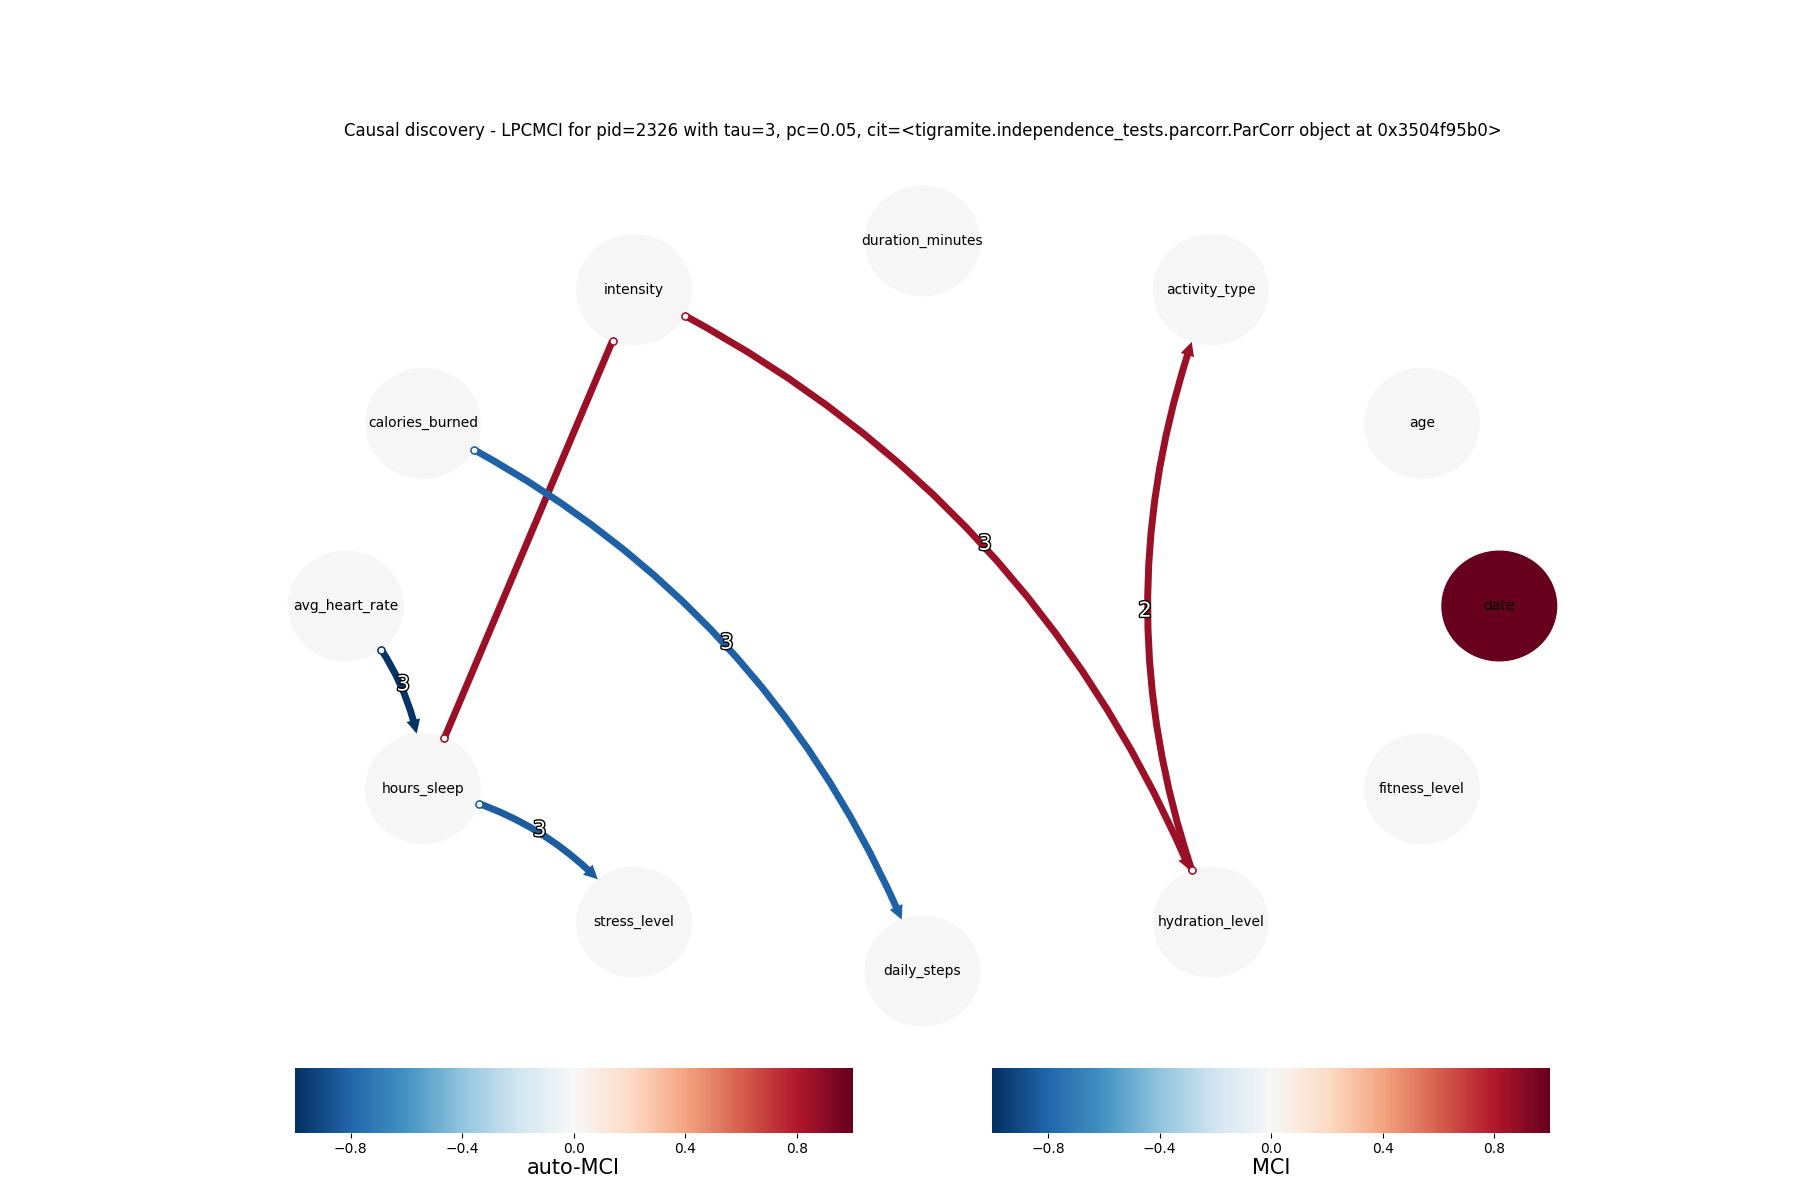 Causal discovery - LPCMCI for pid=2326 with tau=3, pc=0.05, cit=<tigramite.independence_tests.parcorr.ParCorr object at 0x3504f95b0>
duration_minutes
intensity
activity_type
calories_burned
age
3
avg_heart_rate
date
2
3
3
hours_sleep
fitness_level
3
stress_level
hydration_level
daily_steps
−0.8 −0.4 0.0 0.4 0.8
auto-MCI
−0.8 −0.4 0.0 0.4 0.8
MCI